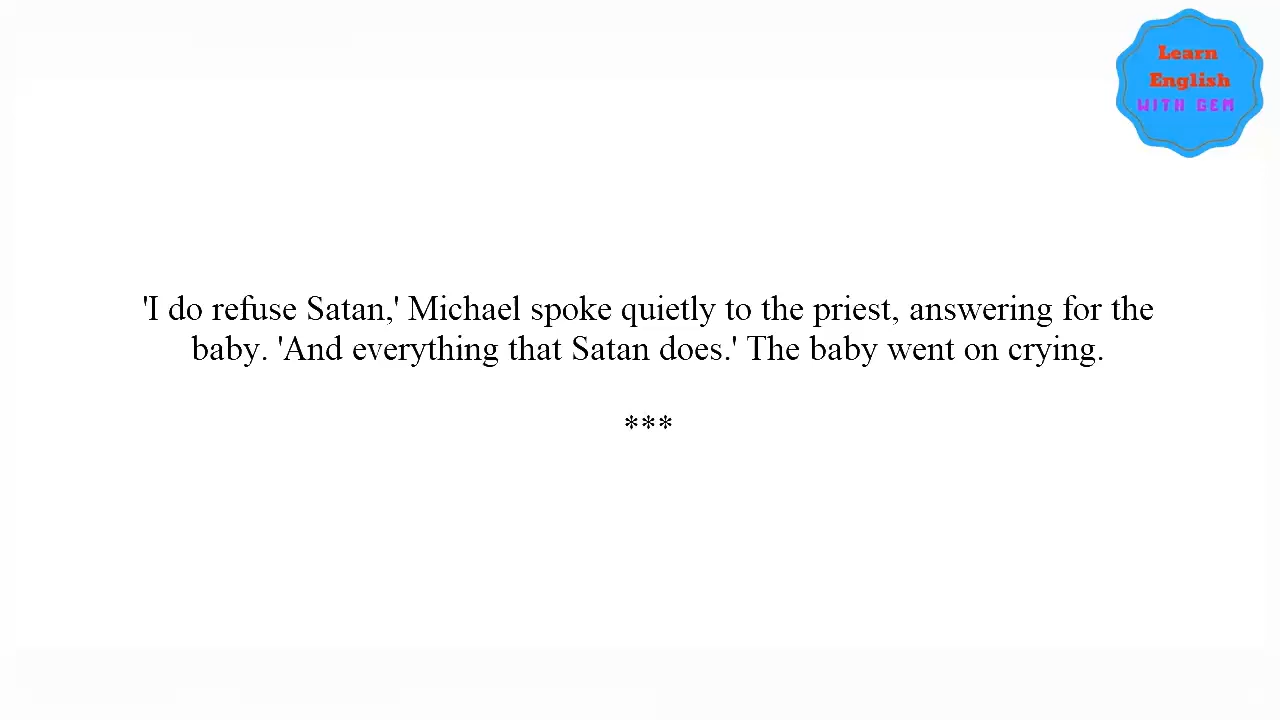 Learn
English
WITH GEM
'I do refuse Satan,' Michael spoke quietly to the priest, answering for the
baby. 'And everything that Satan does.' The baby went on crying.
***